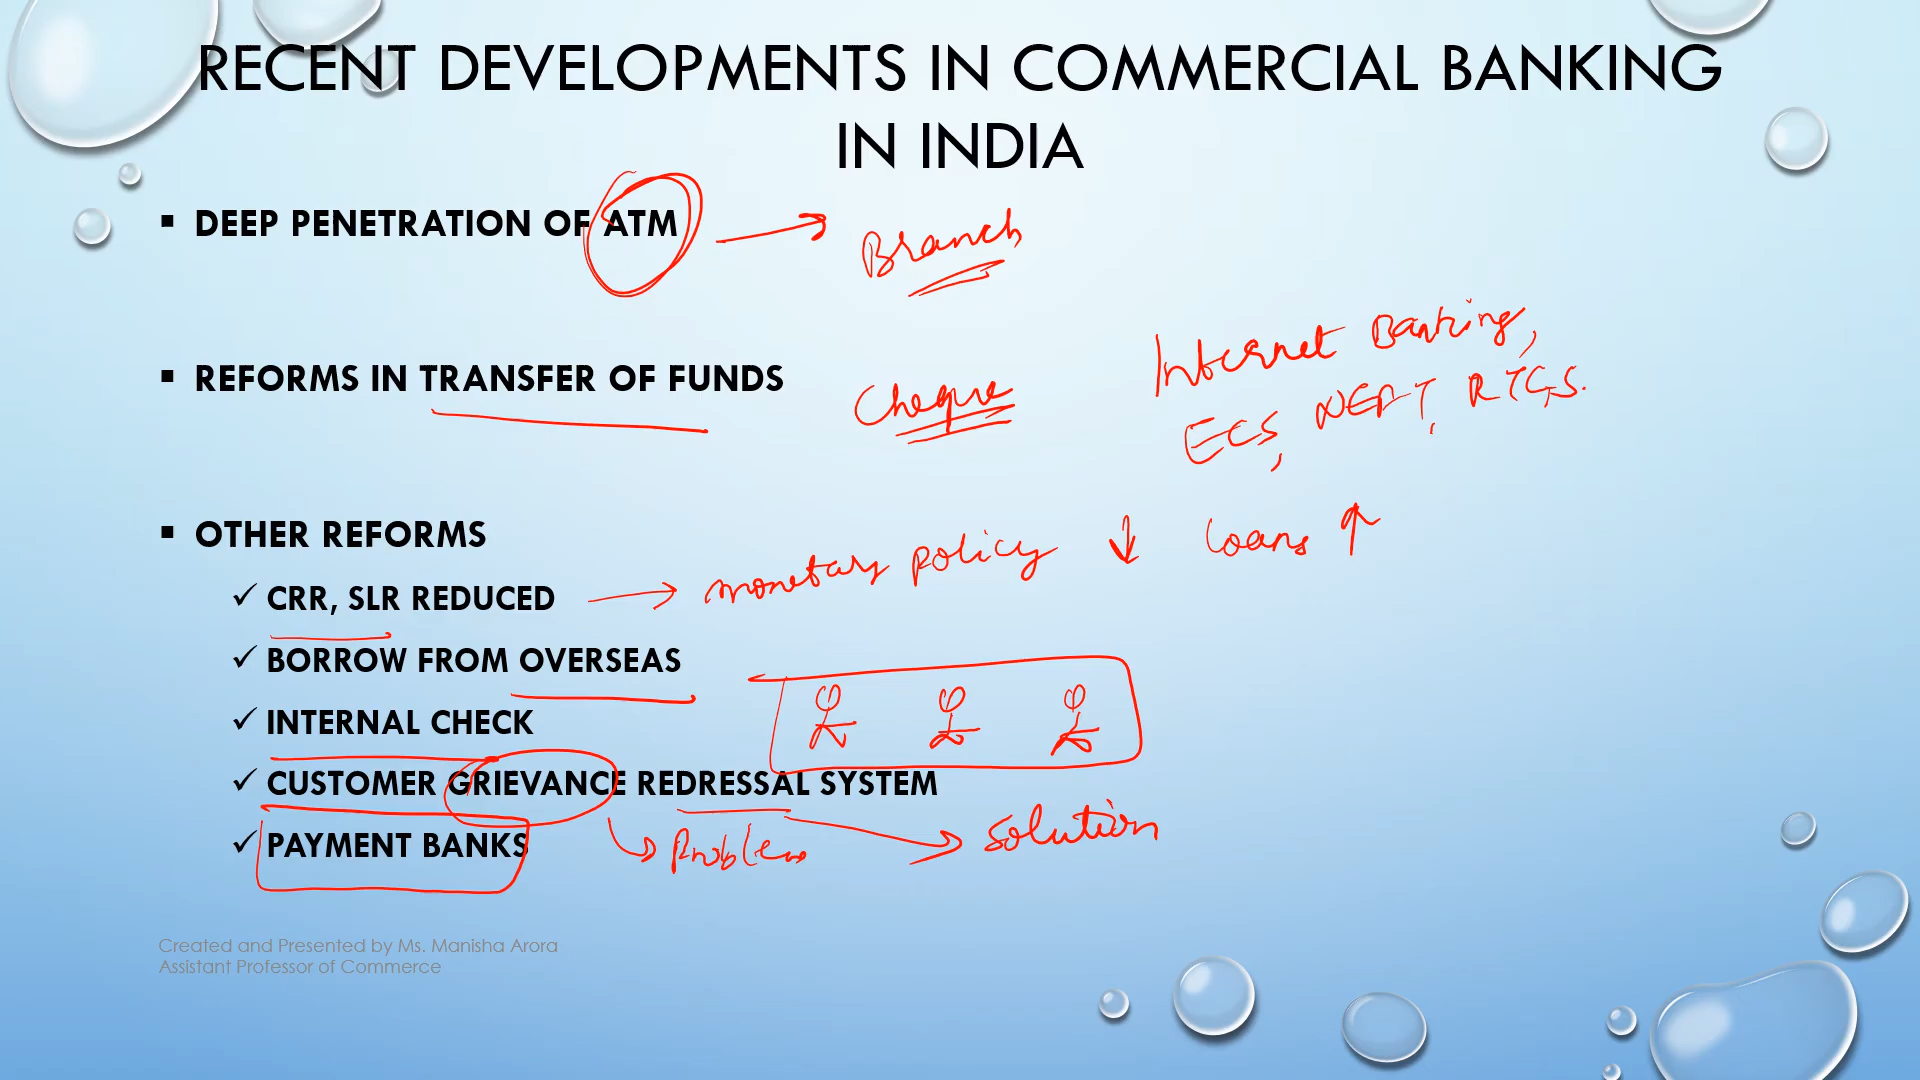 RECENT DEVELOPMENTS IN COMMERCIAL BANKING
IN INDIA
DEEP PENETRATION OF ATM
Branch
REFORMS IN TRANSFER OF FUNDS
Cheque
Internet Banking,
ECS, NEFT, RTGS.
OTHER REFORMS
CRR, SLR REDUCED
monetary policy ↓ loans ↑
BORROW FROM OVERSEAS
INTERNAL CHECK
CUSTOMER GRIEVANCE REDRESSAL SYSTEM
PAYMENT BANKS
Problem
Solution
Created and Presented by Ms. Manisha Arora
Assistant Professor of Commerce